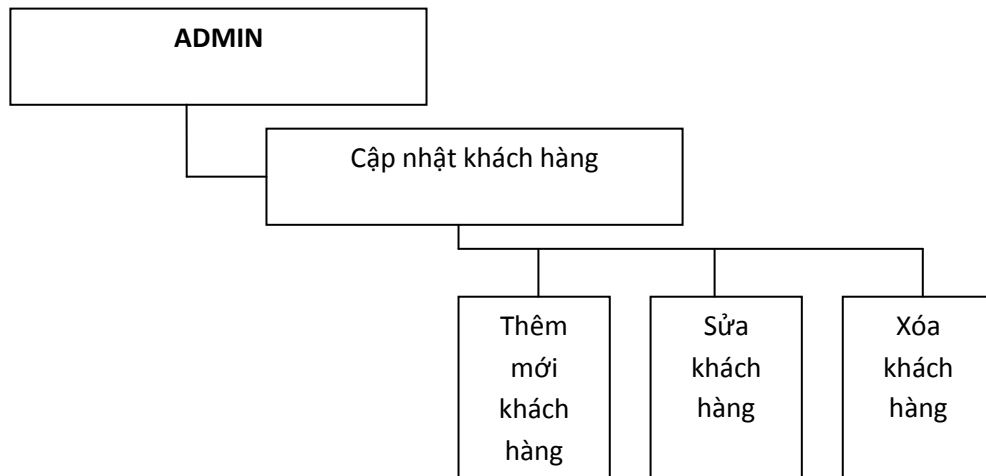 ADMIN
Cập nhật khách hàng
Thêm
mới
khách
hàng
Sửa
khách
hàng
Xóa
khách
hàng